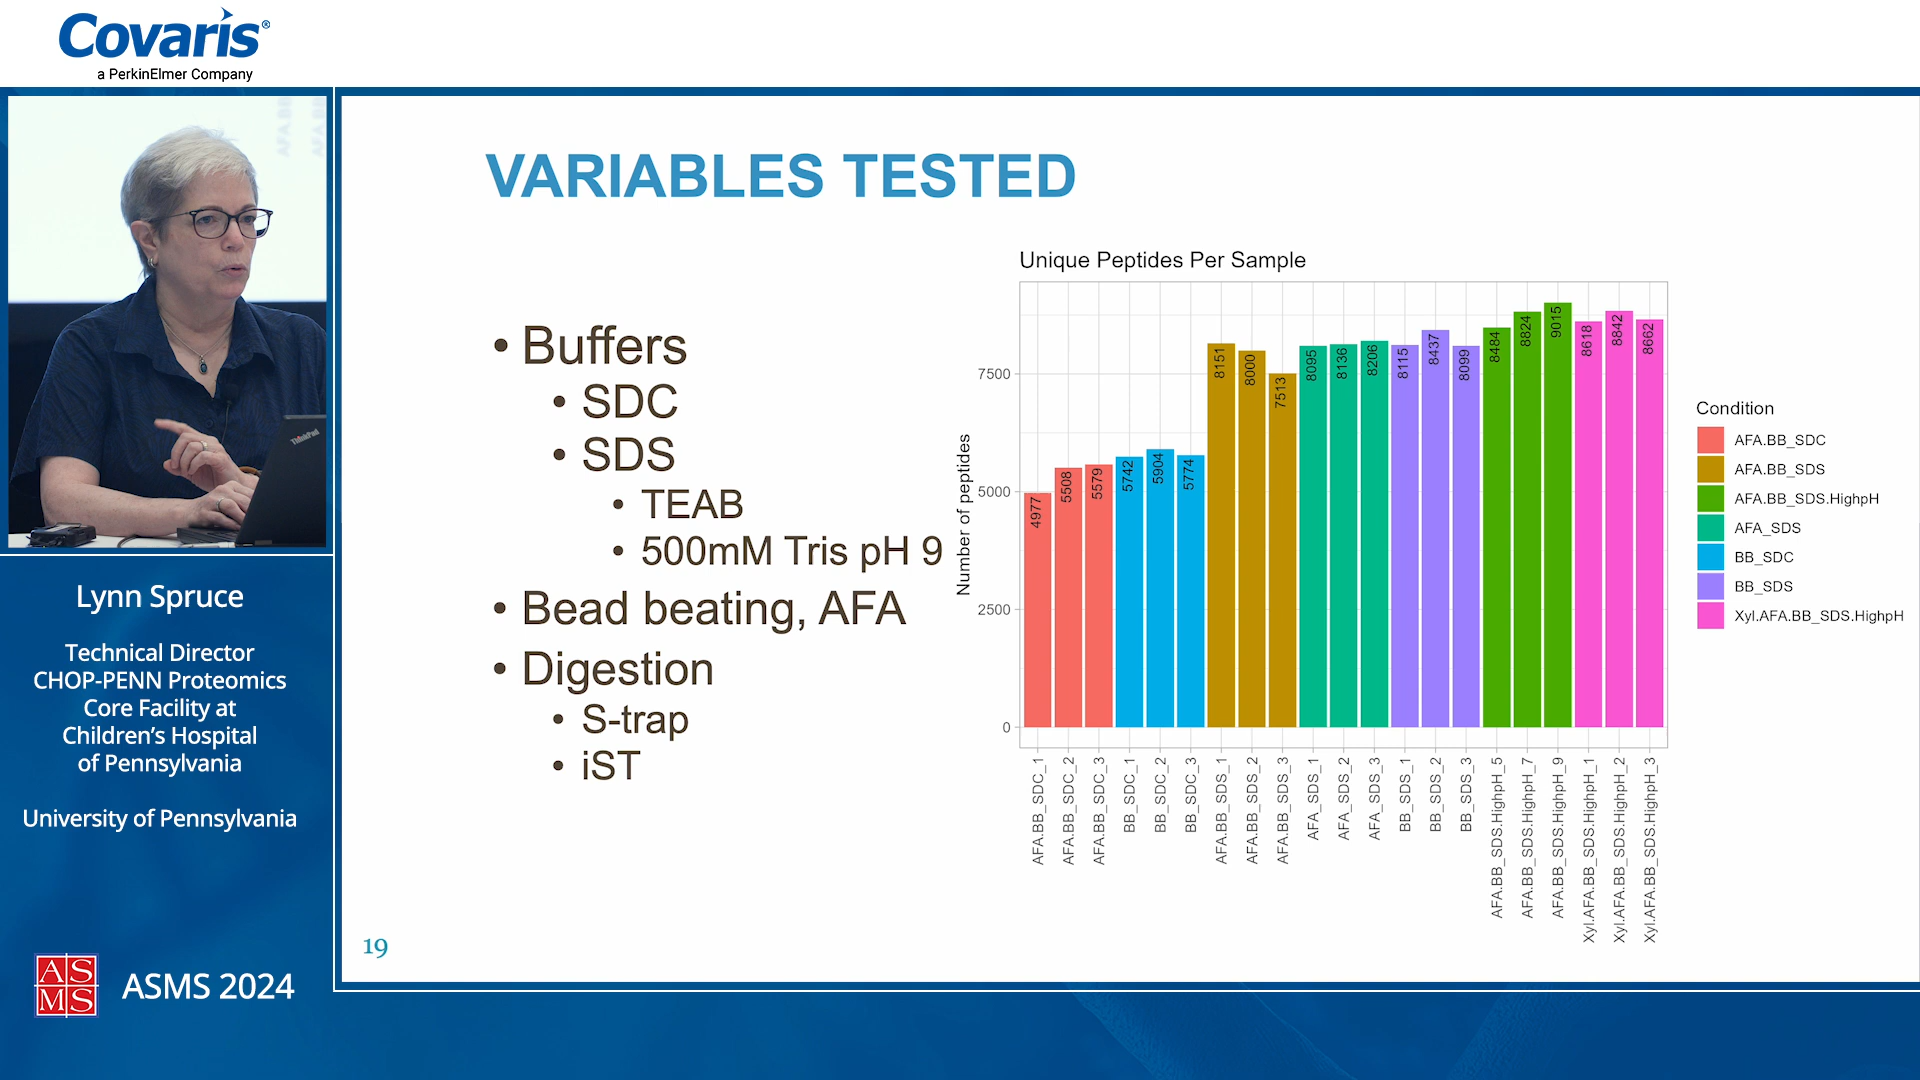 Covaris®
a PerkinElmer Company
ThinkPad
Lynn Spruce
Technical Director
CHOP-PENN Proteomics
Core Facility at
Children's Hospital
of Pennsylvania
University of Pennsylvania
AS
MS
ASMS 2024
VARIABLES TESTED
• Buffers
• SDC
• SDS
• TEAB
• 500mM Tris pH 9
• Bead beating, AFA
• Digestion
• S-trap
• iST
19
Unique Peptides Per Sample
Number of peptides
7500
5000
2500
0
4977
5508
5579
5742
5904
5774
8151
8000
7513
8095
8136
8206
8115
8437
8099
8484
8824
9015
8618
8842
8662
AFA.BB_SDC_1
AFA.BB_SDC_2
AFA.BB_SDC_3
BB_SDC_1
BB_SDC_2
BB_SDC_3
AFA.BB_SDS_1
AFA.BB_SDS_2
AFA.BB_SDS_3
AFA_SDS_1
AFA_SDS_2
AFA_SDS_3
BB_SDS_1
BB_SDS_2
BB_SDS_3
AFA.BB_SDS.HighpH_5
AFA.BB_SDS.HighpH_7
AFA.BB_SDS.HighpH_9
Xyl.AFA.BB_SDS.HighpH_1
Xyl.AFA.BB_SDS.HighpH_2
Xyl.AFA.BB_SDS.HighpH_3
Condition
AFA.BB_SDC
AFA.BB_SDS
AFA.BB_SDS.HighpH
AFA_SDS
BB_SDC
BB_SDS
Xyl.AFA.BB_SDS.HighpH